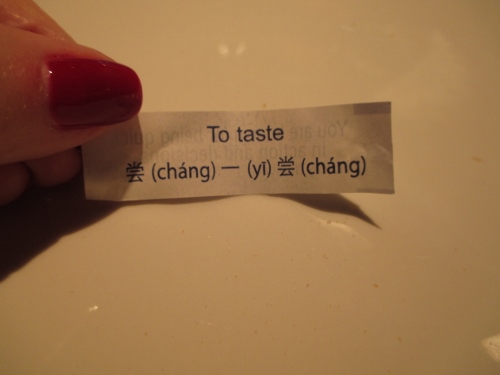 To taste
尝 (cháng) 一 (yī) 尝 (cháng)